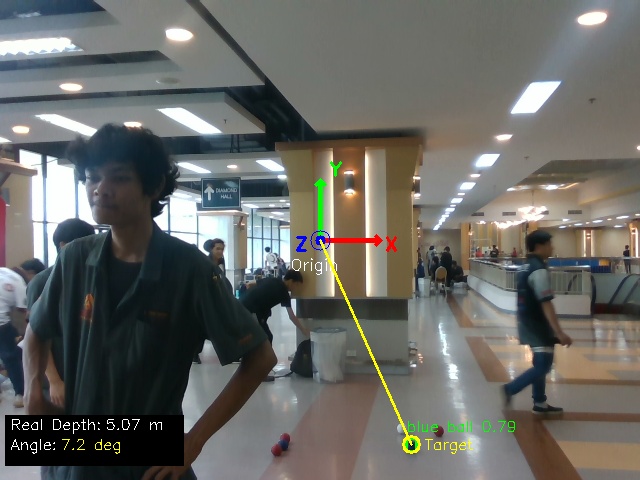 DIAMOND
HALL
Y
Z
X
Origin
blue ball 0.79
Target
Real Depth: 5.07 m
Angle: 7.2 deg